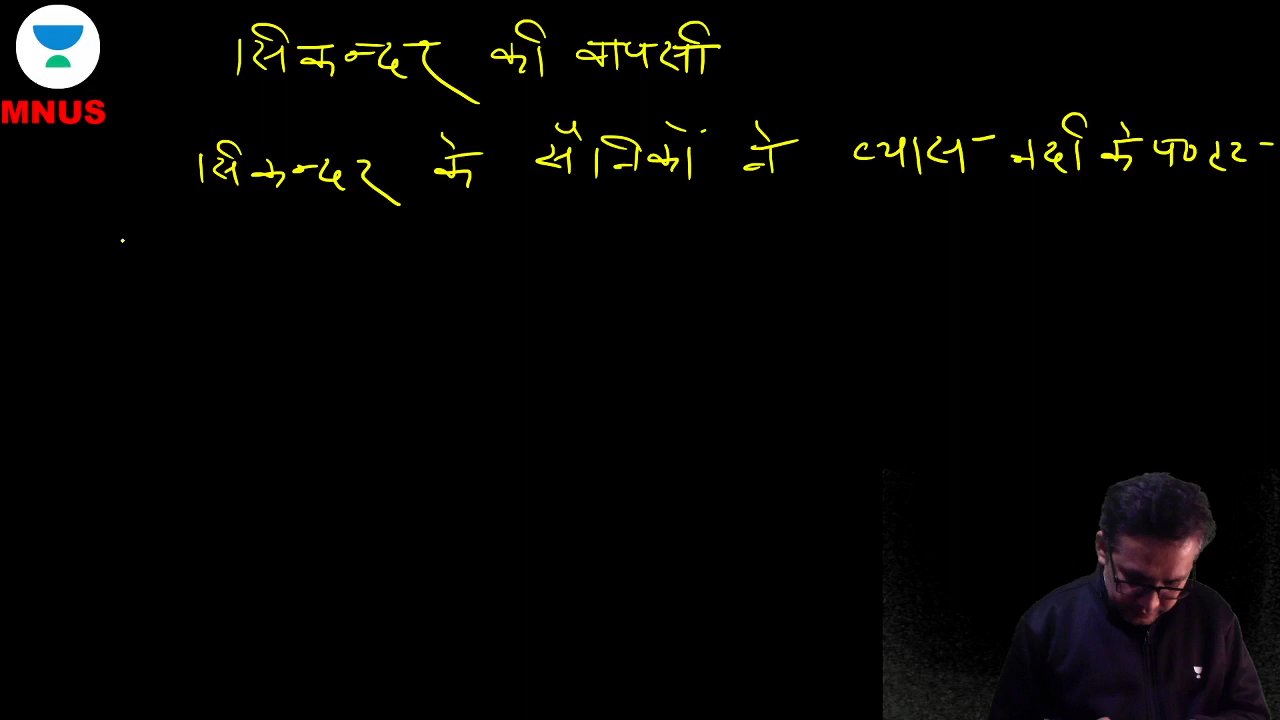 MNUS
सिकन्दर की वापसी
सिकन्दर के सैनिकों ने व्यास नदी के